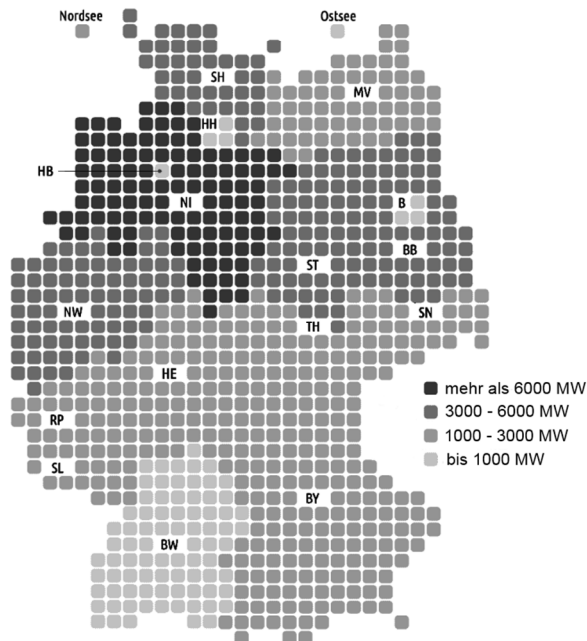 Nordsee
Ostsee
SH
MV
HH
HB
NI
B
BB
ST
NW
SN
TH
HE
mehr als 6000 MW
3000 - 6000 MW
RP
1000 - 3000 MW
SL
bis 1000 MW
BY
BW